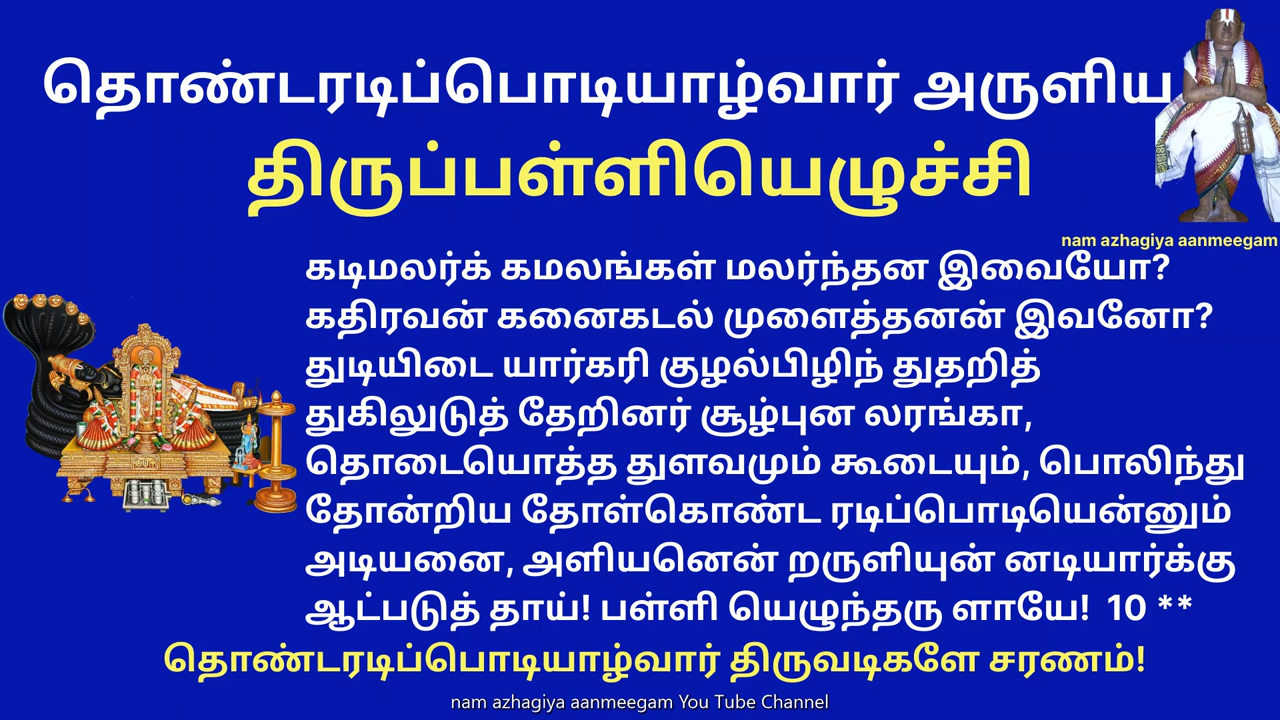 தொண்டரடிப்பொடியாழ்வார் அருளிய
திருப்பள்ளியெழுச்சி
nam azhagiya aanmeegam
கடிமலர்க் கமலங்கள் மலர்ந்தன இவையோ?
கதிரவன் கனைகடல் முளைத்தனன் இவனோ?
துடியிடை யார்கரி குழல்பிழிந் துதறித்
துகிலுடுத் தேறினர் சூழ்புன லரங்கா,
தொடையொத்த துளவமும் கூடையும், பொலிந்து
தோன்றிய தோள்கொண்ட ரடிப்பொடியென்னும்
அடியனை, அளியனென் றருளியுன் னடியார்க்கு
ஆட்படுத் தாய்! பள்ளி யெழுந்தரு ளாயே! 10 **
தொண்டரடிப்பொடியாழ்வார் திருவடிகளே சரணம்!
nam azhagiya aanmeegam You Tube Channel